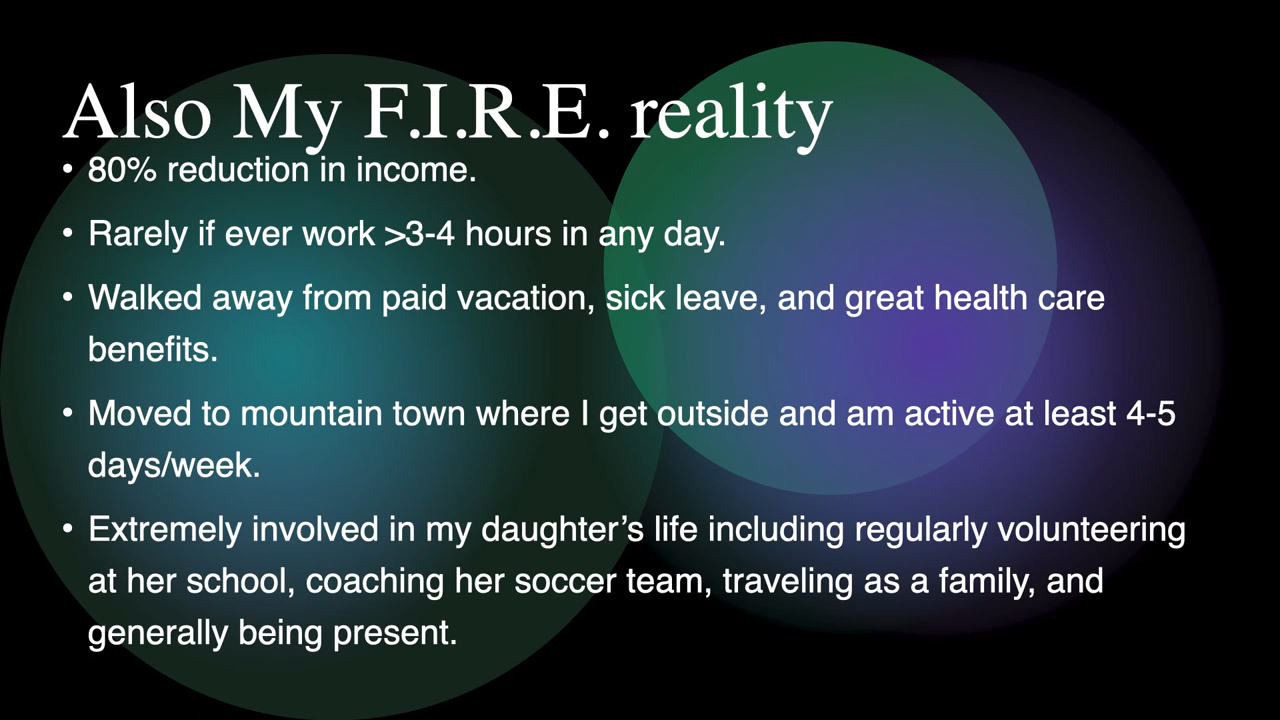 Also My F.I.R.E. reality
• 80% reduction in income.
• Rarely if ever work >3-4 hours in any day.
• Walked away from paid vacation, sick leave, and great health care
benefits.
• Moved to mountain town where I get outside and am active at least 4-5
days/week.
• Extremely involved in my daughter’s life including regularly volunteering
at her school, coaching her soccer team, traveling as a family, and
generally being present.